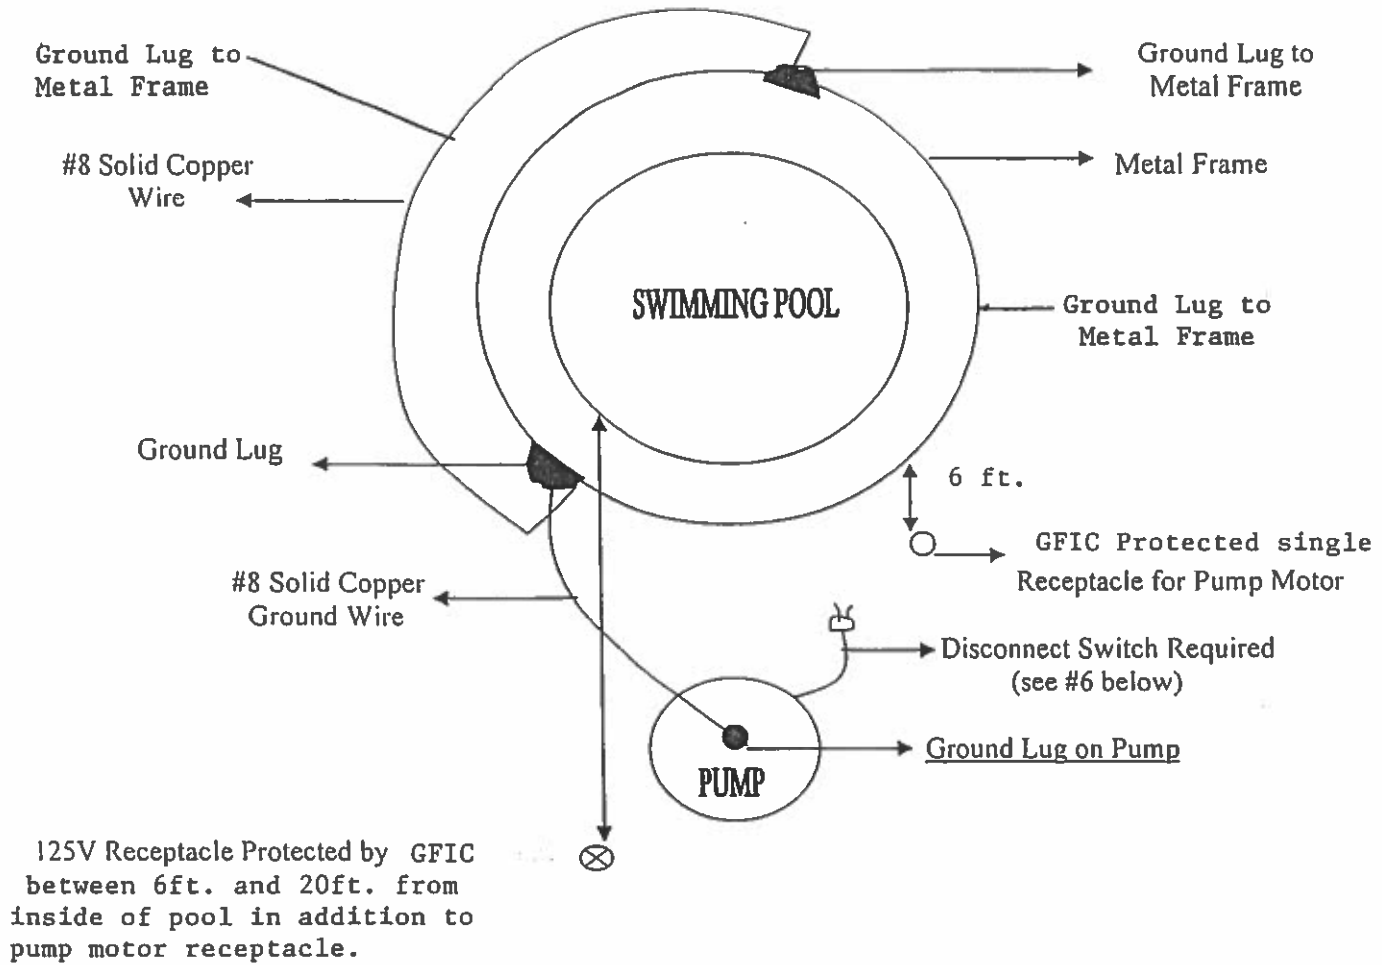 Ground Lug to
Metal Frame
Ground Lug to
Metal Frame
#8 Solid Copper
Wire
Metal Frame
SWIMMING POOL
Ground Lug to
Metal Frame
Ground Lug
6 ft.
GFIC Protected single
Receptacle for Pump Motor
#8 Solid Copper
Ground Wire
Disconnect Switch Required
(see #6 below)
Ground Lug on Pump
PUMP
125V Receptacle Protected by GFIC
between 6ft. and 20ft. from
inside of pool in addition to
pump motor receptacle.